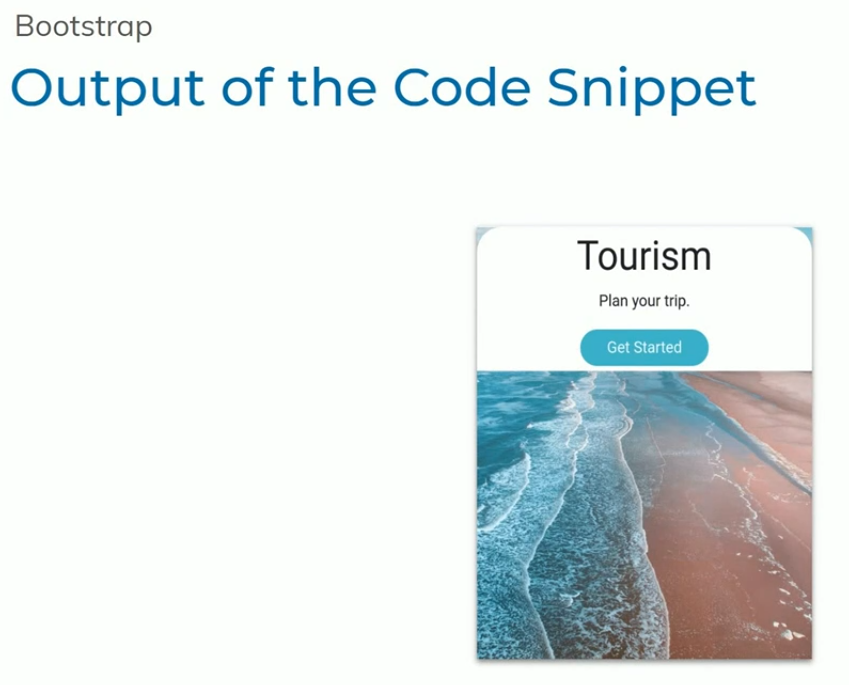 Bootstrap
Output of the Code Snippet
Tourism
Plan your trip.
Get Started